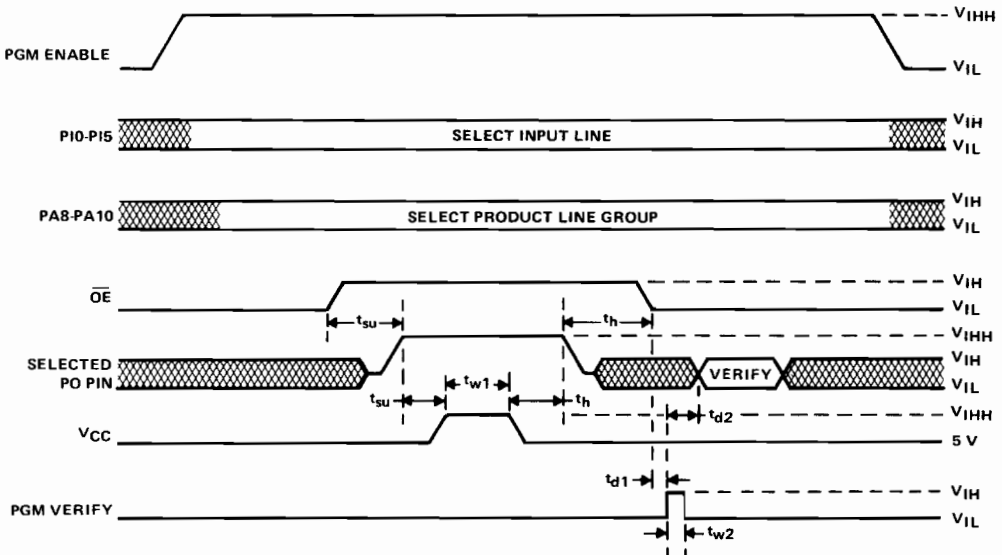 VIHH
PGM ENABLE
VIL
PI0-PI5
SELECT INPUT LINE
VIH
VIL
PA8-PA10
SELECT PRODUCT LINE GROUP
VIH
VIL
OE
VIH
VIL
tsu
th
VIHH
SELECTED
PO PIN
VERIFY
VIH
VIL
tsu
tw1
th
td2
VIHH
VCC
5 V
td1
PGM VERIFY
VIH
VIL
tw2